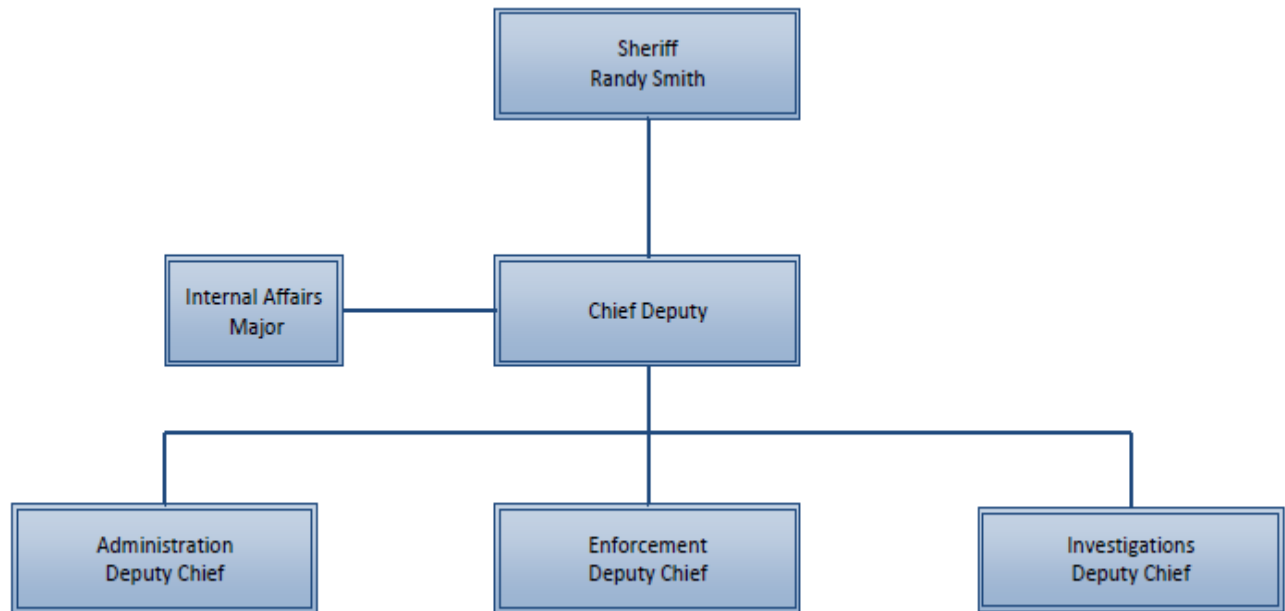 Sheriff
Randy Smith
Internal Affairs
Major
Chief Deputy
Administration
Deputy Chief
Enforcement
Deputy Chief
Investigations
Deputy Chief